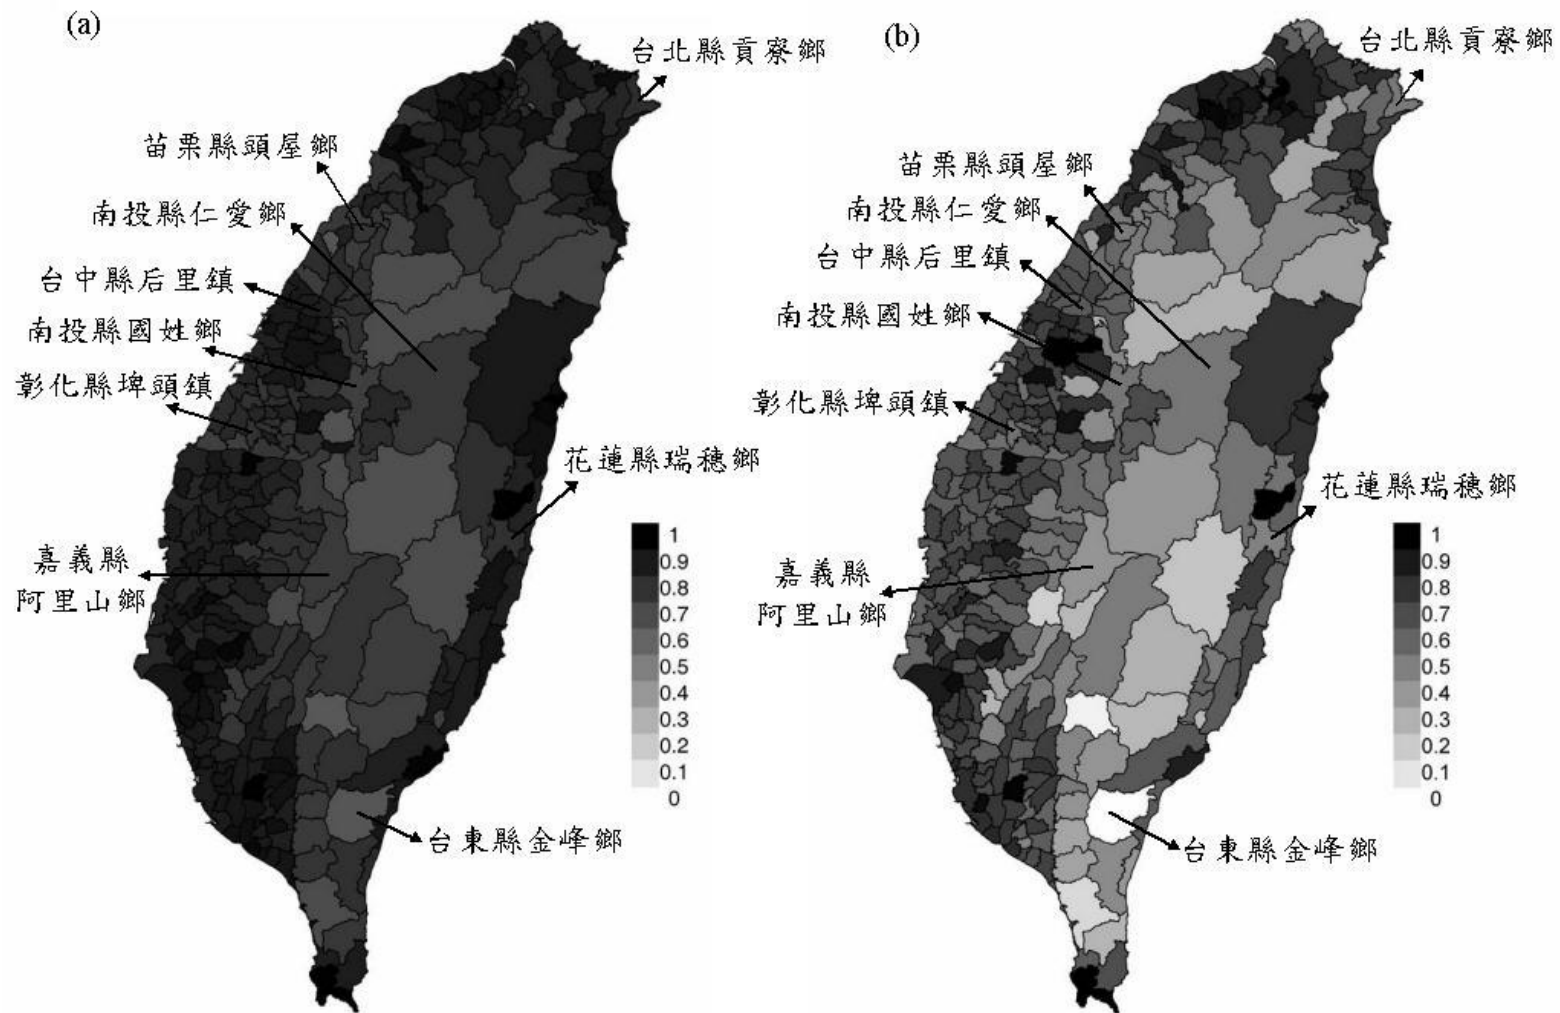 (a)
台北縣貢寮鄉
苗栗縣頭屋鄉
南投縣仁愛鄉
台中縣后里鎮
南投縣國姓鄉
彰化縣埤頭鎮
花蓮縣瑞穗鄉
嘉義縣
阿里山鄉
台東縣金峰鄉
1
0.9
0.8
0.7
0.6
0.5
0.4
0.3
0.2
0.1
0
(b)
台北縣貢寮鄉
苗栗縣頭屋鄉
南投縣仁愛鄉
台中縣后里鎮
南投縣國姓鄉
彰化縣埤頭鎮
花蓮縣瑞穗鄉
嘉義縣
阿里山鄉
台東縣金峰鄉
1
0.9
0.8
0.7
0.6
0.5
0.4
0.3
0.2
0.1
0